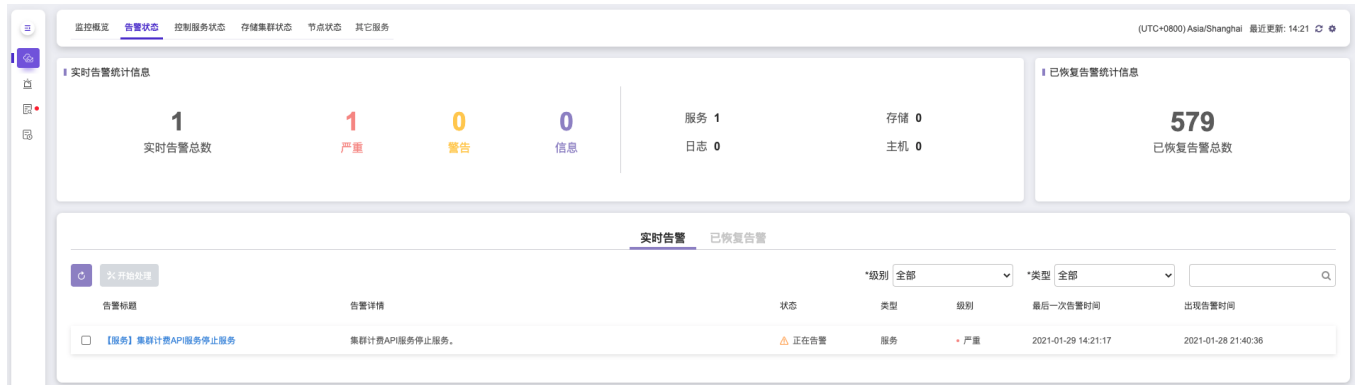 监控概览 告警状态 控制服务状态 存储集群状态 节点状态 其它服务 (UTC+0800) Asia/Shanghai 最近更新: 14:21
实时告警统计信息 已恢复告警统计信息
1 1 0 0 服务 1 存储 0 579
实时告警总数 严重 警告 信息 日志 0 主机 0 已恢复告警总数
实时告警 已恢复告警
开始处理 *级别 全部 *类型 全部
告警标题 告警详情 状态 类型 级别 最后一次告警时间 出现告警时间
【服务】集群计费API服务停止服务 集群计费API服务停止服务。 正在告警 服务 严重 2021-01-29 14:21:17 2021-01-28 21:40:36